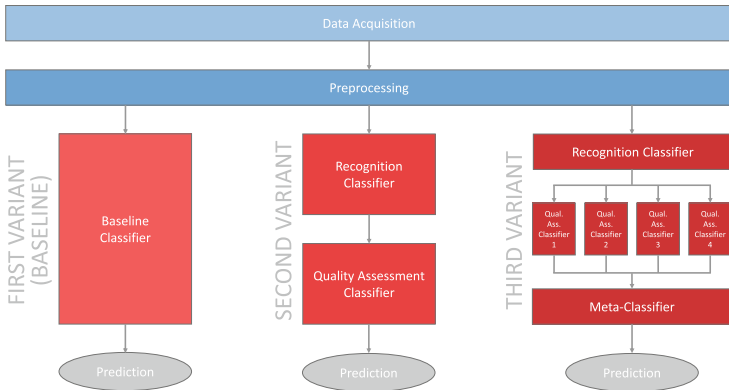 Data Acquisition
Preprocessing
FIRST VARIANT
(BASELINE)
Baseline
Classifier
Prediction
SECOND VARIANT
Recognition
Classifier
Quality Assessment
Classifier
Prediction
THIRD VARIANT
Recognition Classifier
Qual.
Ass.
Classifier
1
Qual.
Ass.
Classifier
2
Qual.
Ass.
Classifier
3
Qual.
Ass.
Classifier
4
Meta-Classifier
Prediction